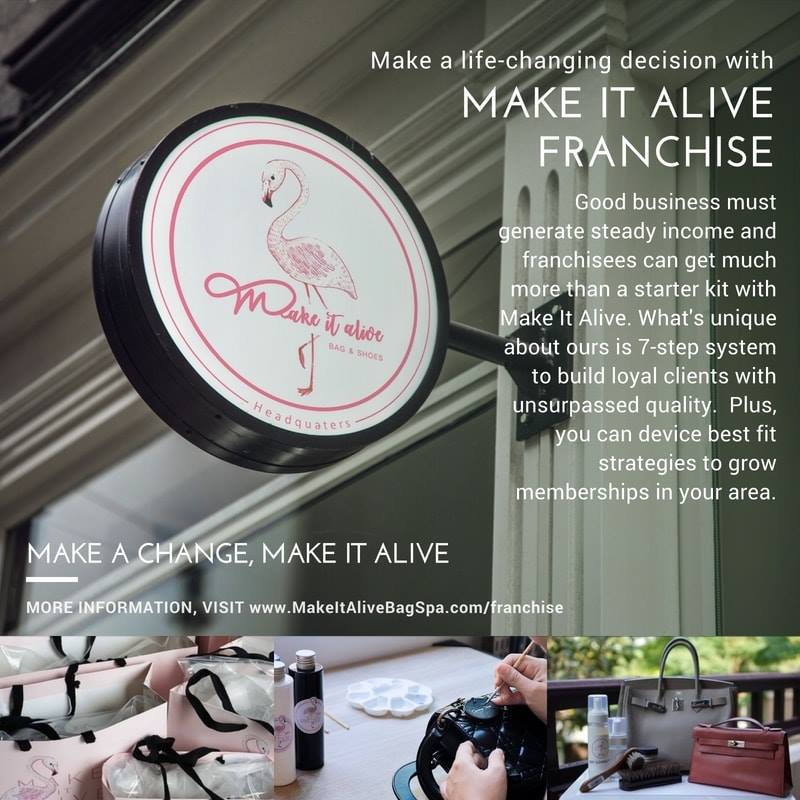 Make a life-changing decision with
MAKE IT ALIVE
FRANCHISE
Good business must
generate steady income and
franchisees can get much
more than a starter kit with
Make It Alive. What's unique
about ours is 7-step system
to build loyal clients with
unsurpassed quality. Plus,
you can device best fit
strategies to grow
memberships in your area.
Make it alive
BAG & SHOES
Headquaters
MAKE A CHANGE, MAKE IT ALIVE
MORE INFORMATION, VISIT www.MakeItAliveBagSpa.com/franchise